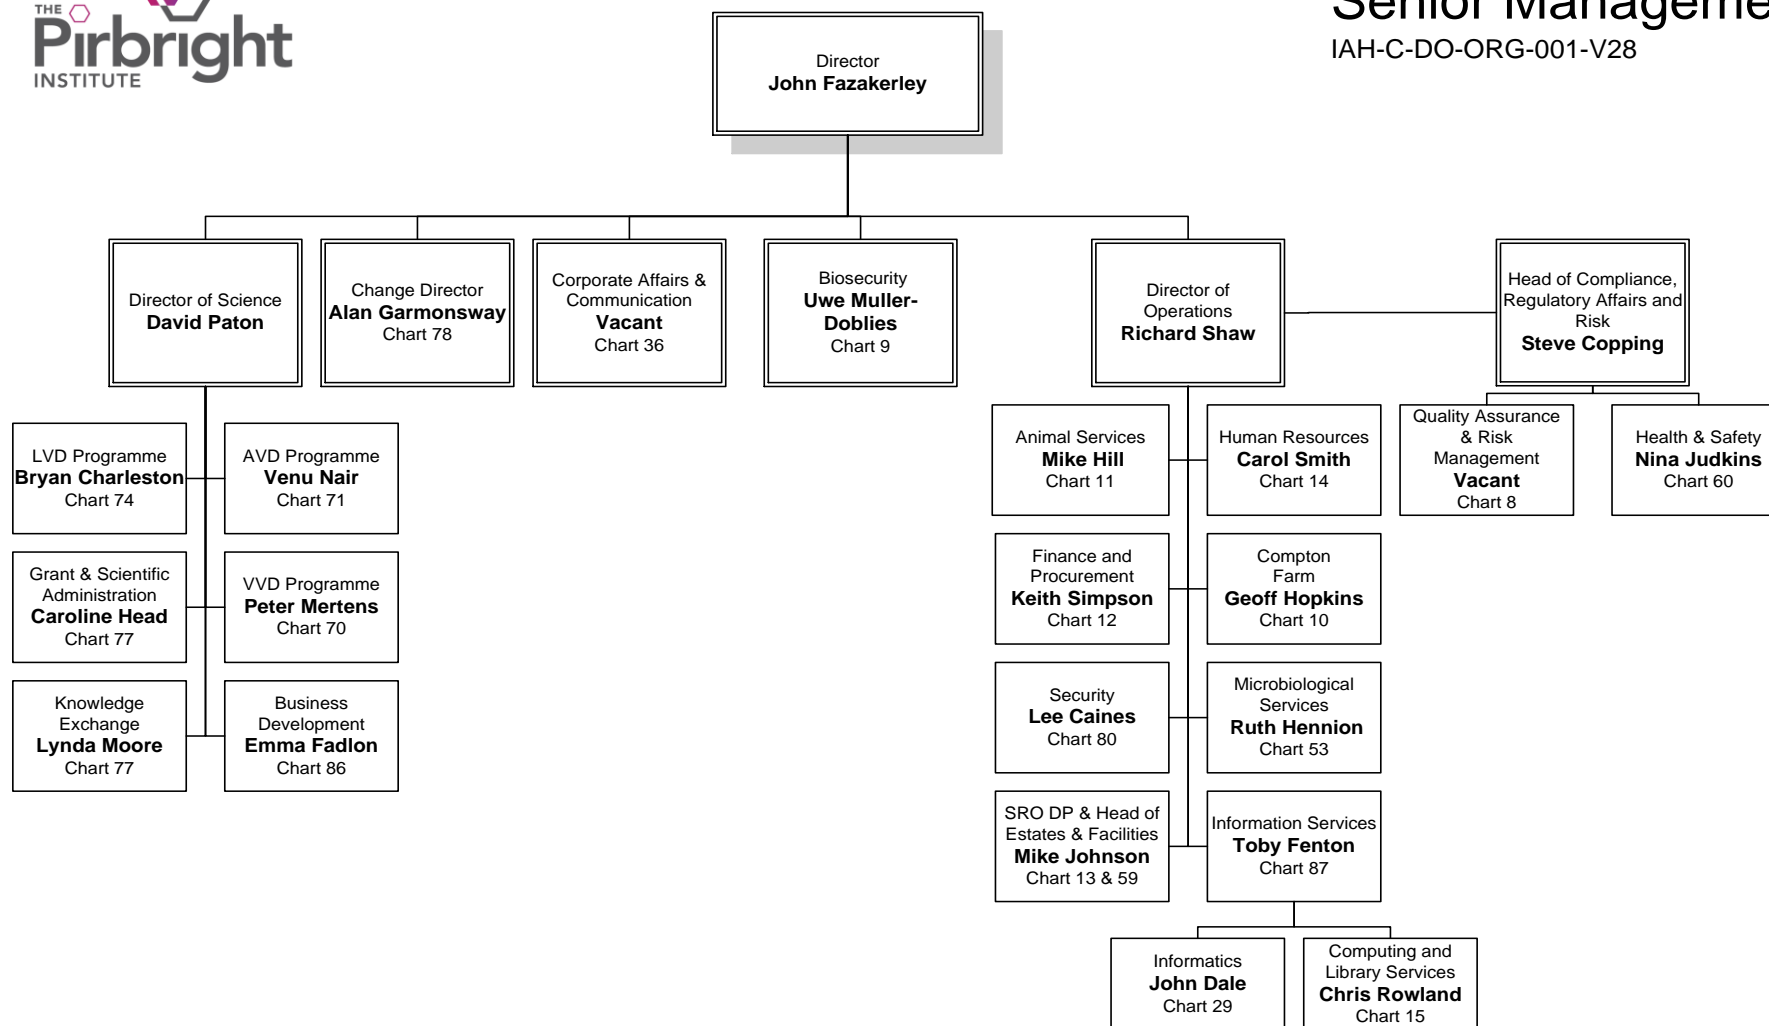 THE
Pirbright
INSTITUTE
Senior Manageme
IAH-C-DO-ORG-001-V28
Director
John Fazakerley
Director of Science
David Paton
Change Director
Alan Garmonsway
Chart 78
Corporate Affairs &
Communication
Vacant
Chart 36
Biosecurity
Uwe Muller-
Doblies
Chart 9
Director of
Operations
Richard Shaw
Head of Compliance,
Regulatory Affairs and
Risk
Steve Copping
LVD Programme
Bryan Charleston
Chart 74
AVD Programme
Venu Nair
Chart 71
Grant & Scientific
Administration
Caroline Head
Chart 77
VVD Programme
Peter Mertens
Chart 70
Knowledge
Exchange
Lynda Moore
Chart 77
Business
Development
Emma Fadlon
Chart 86
Animal Services
Mike Hill
Chart 11
Human Resources
Carol Smith
Chart 14
Quality Assurance
& Risk
Management
Vacant
Chart 8
Health & Safety
Nina Judkins
Chart 60
Finance and
Procurement
Keith Simpson
Chart 12
Compton
Farm
Geoff Hopkins
Chart 10
Security
Lee Caines
Chart 80
Microbiological
Services
Ruth Hennion
Chart 53
SRO DP & Head of
Estates & Facilities
Mike Johnson
Chart 13 & 59
Information Services
Toby Fenton
Chart 87
Informatics
John Dale
Chart 29
Computing and
Library Services
Chris Rowland
Chart 15